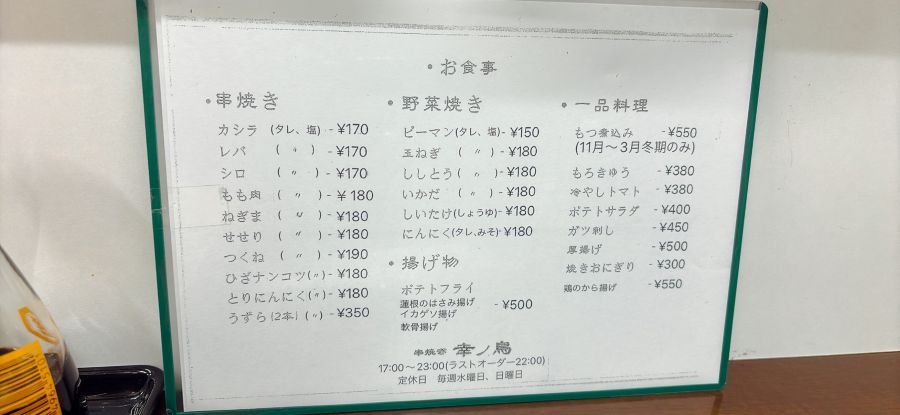 ・お食事
・串焼き
カシラ (タレ、塩) - ¥170
レバ ( 〃 ) - ¥170
シロ ( 〃 ) - ¥170
もも肉 ( 〃 ) - ¥180
ねぎま ( 〃 ) - ¥180
せせり ( 〃 ) - ¥180
つくね ( 〃 ) - ¥190
ひざナンコツ(〃) - ¥180
とりにんにく(〃) - ¥180
うずら(2本) (〃) - ¥350
・野菜焼き
ピーマン(タレ、塩) - ¥150
玉ねぎ ( 〃 ) - ¥180
ししとう( 〃 ) - ¥180
いかだ ( 〃 ) - ¥180
しいたけ(しょうゆ) - ¥180
にんにく(タレ,みそ) - ¥180
・揚げ物
ポテトフライ
蓮根のはさみ揚げ - ¥500
イカゲソ揚げ
軟骨揚げ
・一品料理
もつ煮込み - ¥550
(11月〜3月冬期のみ)
もろきゅう - ¥380
冷やしトマト - ¥380
ポテトサラダ - ¥400
ガツ刺し - ¥450
厚揚げ - ¥500
焼きおにぎり - ¥300
鶏のから揚げ - ¥550
串焼き 幸ノ鳥
17:00〜23:00(ラストオーダー22:00)
定休日 毎週水曜日、日曜日